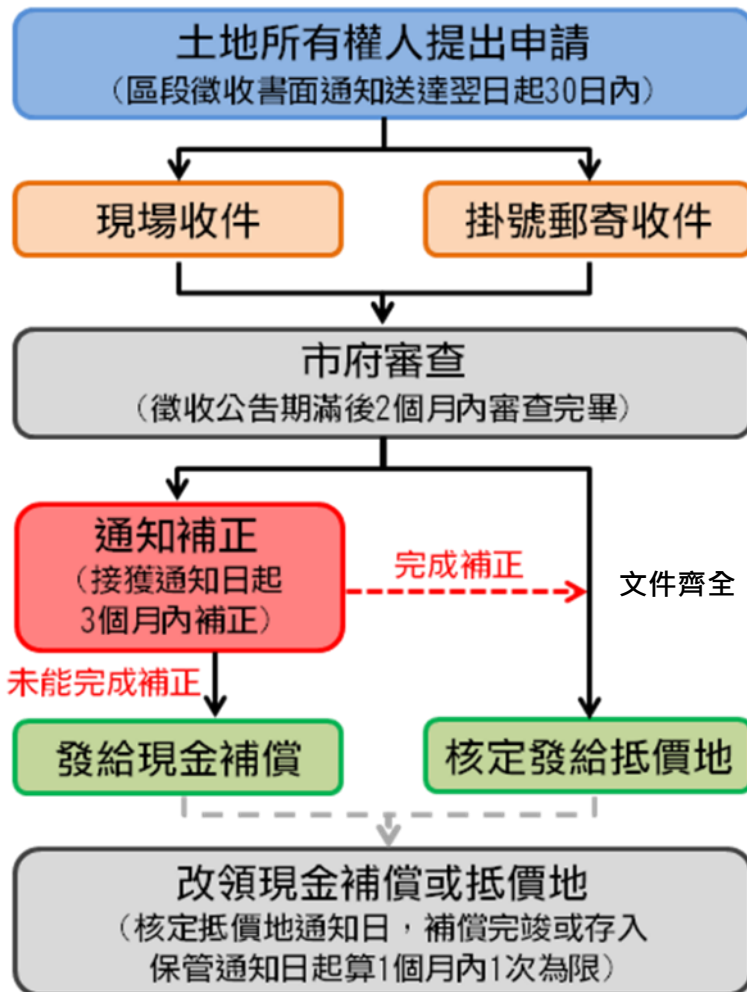 土地所有權人提出申請
（區段徵收書面通知送達翌日起30日內）
現場收件
掛號郵寄收件
市府審查
（徵收公告期滿後2個月內審查完畢）
通知補正
（接獲通知日起
3個月內補正）
完成補正
文件齊全
未能完成補正
發給現金補償
核定發給抵價地
改領現金補償或抵價地
（核定抵價地通知日，補償完竣或存入
保管通知日起算1個月內1次為限）